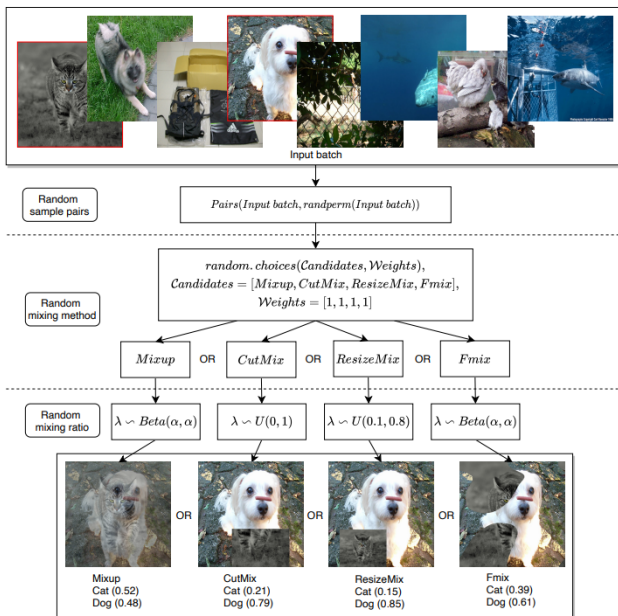 adidas
Input batch
Random
sample pairs
Pairs(Input batch, randperm(Input batch))
Random
mixing method
random.choices(Candidates, Weights),
Candidates = [Mixup, CutMix, ResizeMix, Fmix],
Weights = [1, 1, 1, 1]
Mixup OR CutMix OR ResizeMix OR Fmix
Random
mixing ratio
λ ∽ Beta(α, α) λ ∽ U(0, 1) λ ∽ U(0.1, 0.8) λ ∽ Beta(α, α)
OR OR OR
Mixup CutMix ResizeMix Fmix
Cat (0.52) Cat (0.21) Cat (0.15) Cat (0.39)
Dog (0.48) Dog (0.79) Dog (0.85) Dog (0.61)